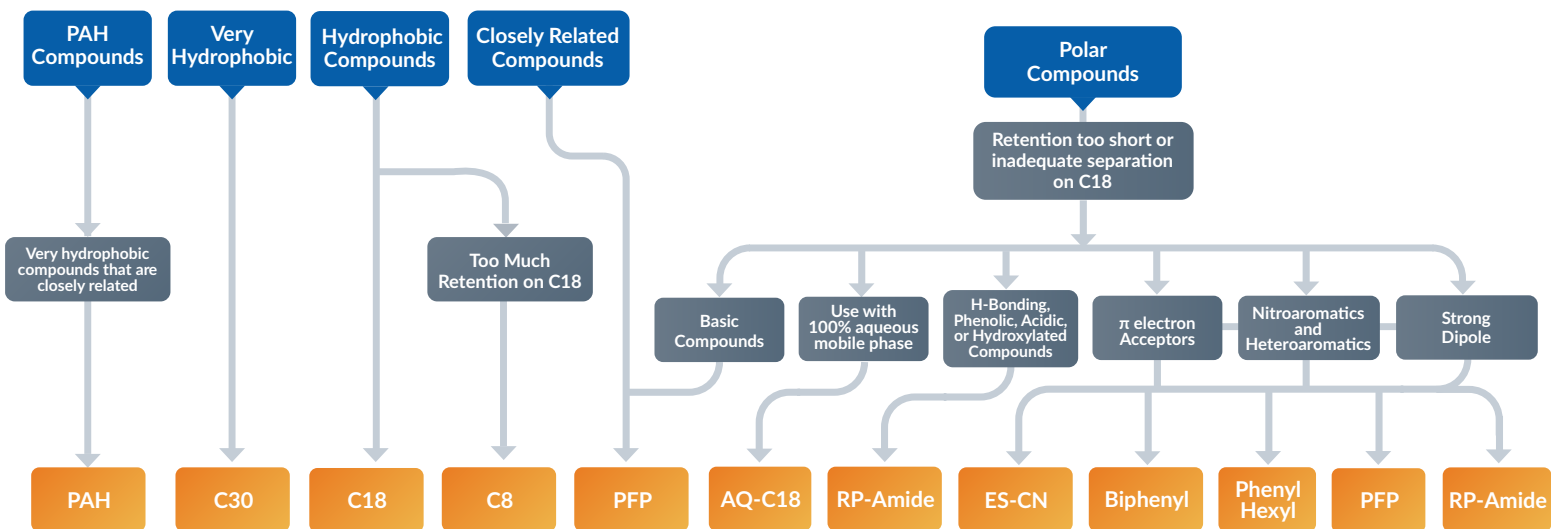 PAH
Compounds
Very
Hydrophobic
Hydrophobic
Compounds
Closely Related
Compounds
Polar
Compounds
Retention too short or
inadequate separation
on C18
Very hydrophobic
compounds that are
closely related
Too Much
Retention on C18
Basic
Compounds
Use with
100% aqueous
mobile phase
H-Bonding,
Phenolic, Acidic,
or Hydroxylated
Compounds
π electron
Acceptors
Nitroaromatics
and
Heteroaromatics
Strong
Dipole
PAH
C30
C18
C8
PFP
AQ-C18
RP-Amide
ES-CN
Biphenyl
Phenyl
Hexyl
PFP
RP-Amide